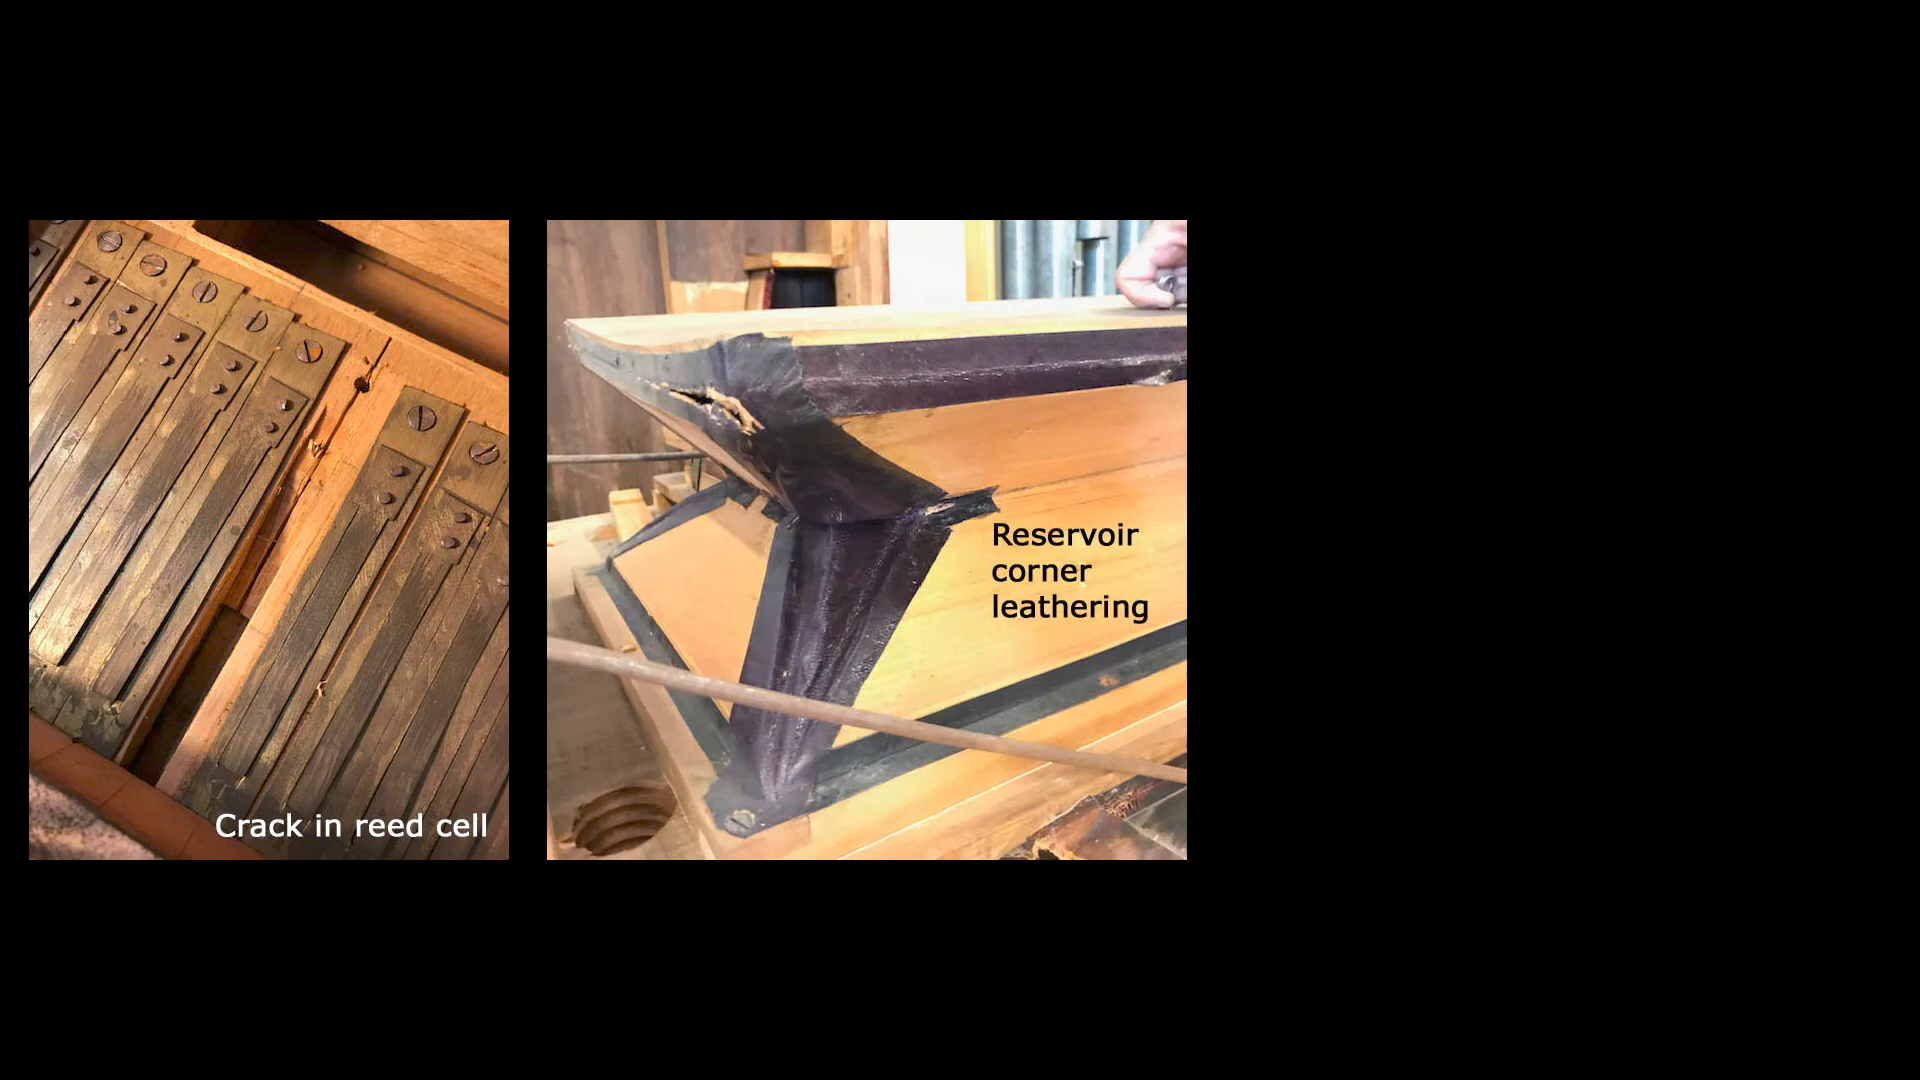 Crack in reed cell
Reservoir
corner
leathering